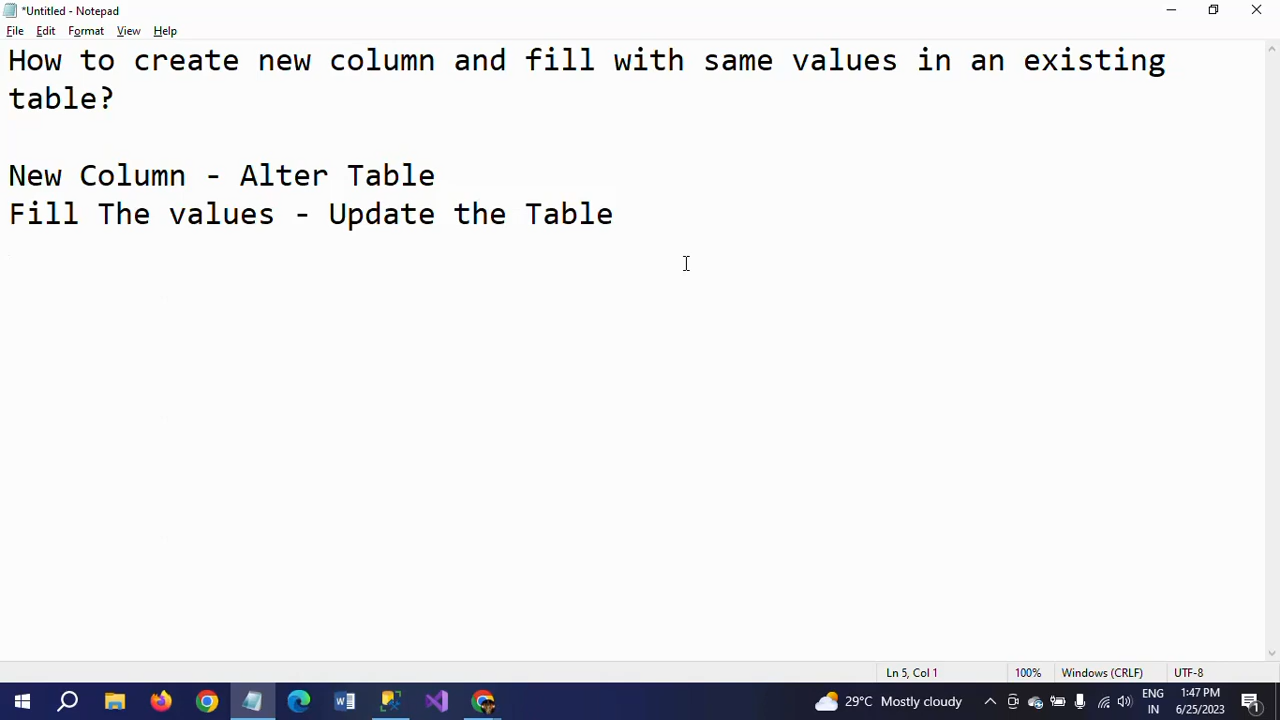 *Untitled - Notepad
File Edit Format View Help
How to create new column and fill with same values in an existing
table?
New Column - Alter Table
Fill The values - Update the Table
Ln 5, Col 1 100% Windows (CRLF) UTF-8
29°C Mostly cloudy ENG IN 1:47 PM 6/25/2023 1